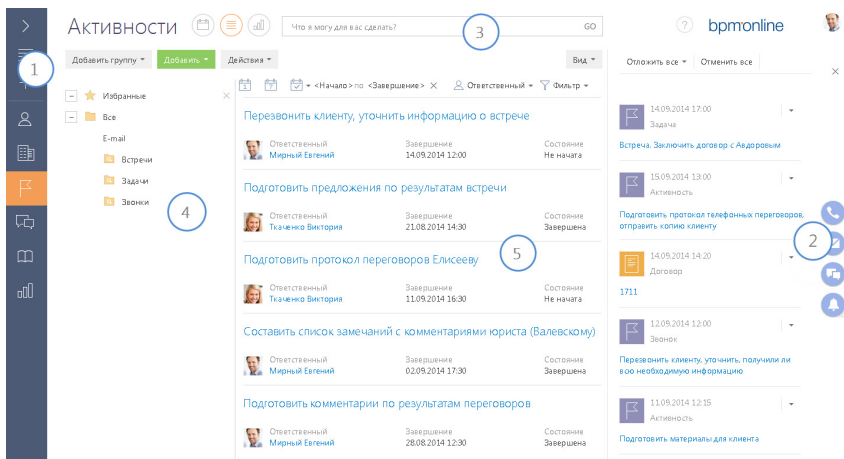 Активности
Что я могу для вас сделать?
GO
?
bpm'online
Добавить группу
Добавить
Действия
Вид
Отложить все
Отменить все
1
2
3
4
5
Избранные
Все
E-mail
Встречи
Задачи
Звонки
1
7
<Начало> по <Завершение>
Ответственный
Фильтр
Перезвонить клиенту, уточнить информацию о встрече
Ответственный Завершение Состояние
Мирный Евгений 14.09.2014 12:00 Не начата
Подготовить предложения по результатам встречи
Ответственный Завершение Состояние
Ткаченко Виктория 21.08.2014 14:30 Завершена
Подготовить протокол переговоров Елисееву
Ответственный Завершение Состояние
Ткаченко Виктория 11.09.2014 16:30 Не начата
Составить список замечаний с комментариями юриста (Валевскому)
Ответственный Завершение Состояние
Мирный Евгений 02.09.2014 17:30 Завершена
Подготовить комментарии по результатам переговоров
Ответственный Завершение Состояние
Мирный Евгений 28.08.2014 12:30 Завершена
14.09.2014 17:00
Задача
Встреча. Заключить договор с Авдоровым
15.09.2014 13:00
Активность
Подготовить протокол телефонных переговоров,
отправить копию клиенту
14.09.2014 14:20
Договор
1711
12.09.2014 12:00
Звонок
Перезвонить клиенту, уточнить, получили ли
всю необходимую информацию
11.09.2014 12:15
Активность
Подготовить материалы для клиента